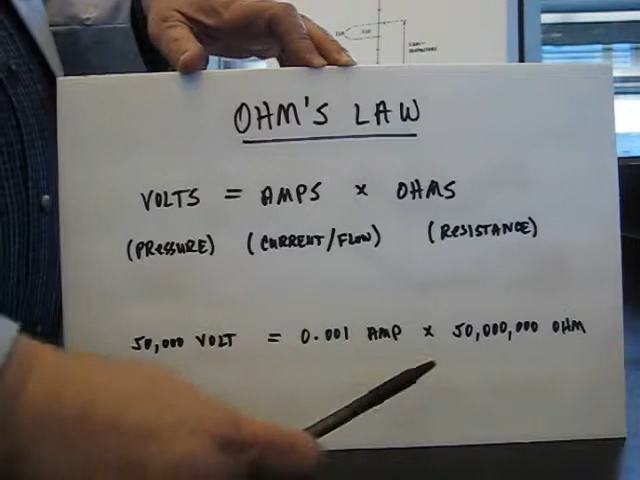 OHM'S LAW
VOLTS = AMPS x OHMS
(PRESSURE) (CURRENT/FLOW) (RESISTANCE)
50,000 VOLT = 0.001 AMP x 50,000,000 OHM